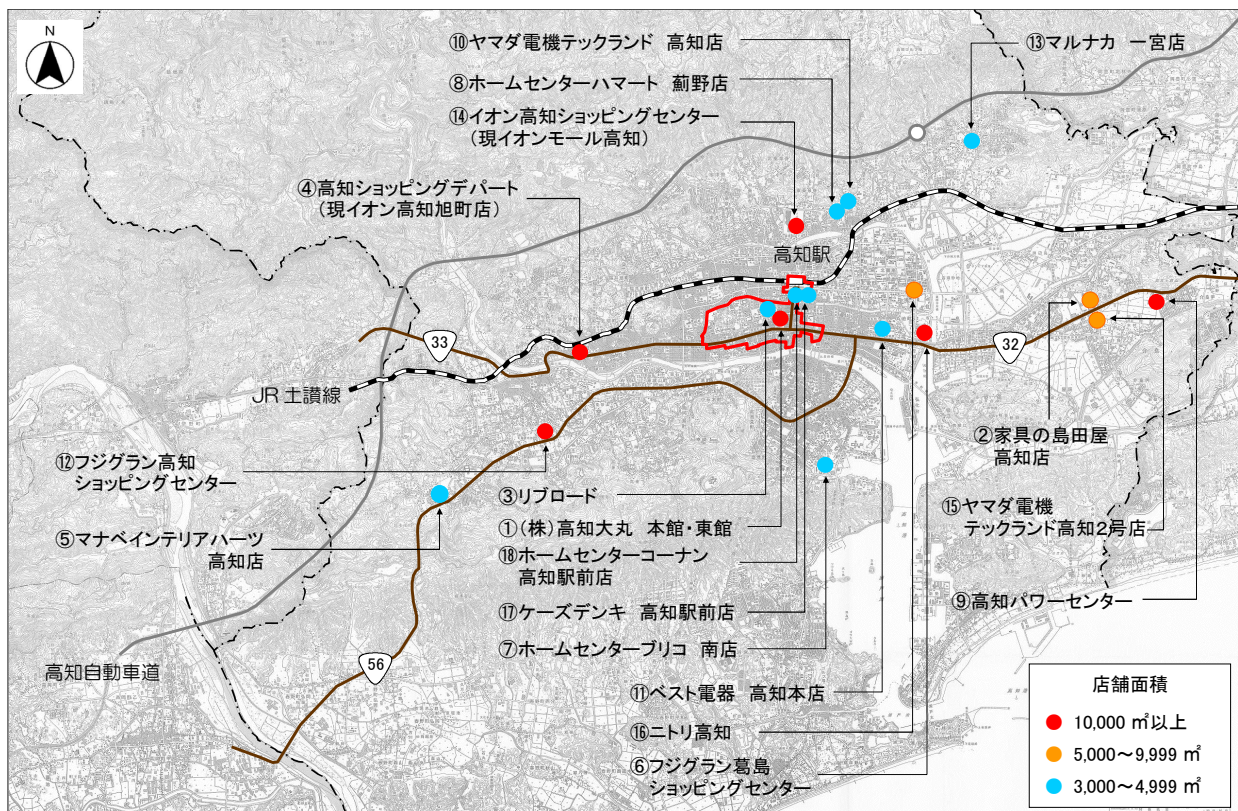 N
⑩ヤマダ電機テックランド 高知店
⑬マルナカ 一宮店
⑧ホームセンターハマート 薊野店
⑭イオン高知ショッピングセンター
(現イオンモール高知)
④高知ショッピングデパート
(現イオン高知旭町店)
高知駅
33
32
JR土讃線
②家具の島田屋
高知店
⑫フジグラン高知
ショッピングセンター
③リブロード
⑮ヤマダ電機
テックランド高知2号店
①(株)高知大丸 本館・東館
⑤マナベインテリアハーツ
高知店
⑱ホームセンターコーナン
高知駅前店
⑨高知パワーセンター
⑰ケーズデンキ 高知駅前店
⑦ホームセンターブリコ 南店
高知自動車道
56
⑪ベスト電器 高知本店
⑯ニトリ高知
⑥フジグラン葛島
ショッピングセンター
店舗面積
10,000 ㎡以上
5,000～9,999 ㎡
3,000～4,999 ㎡